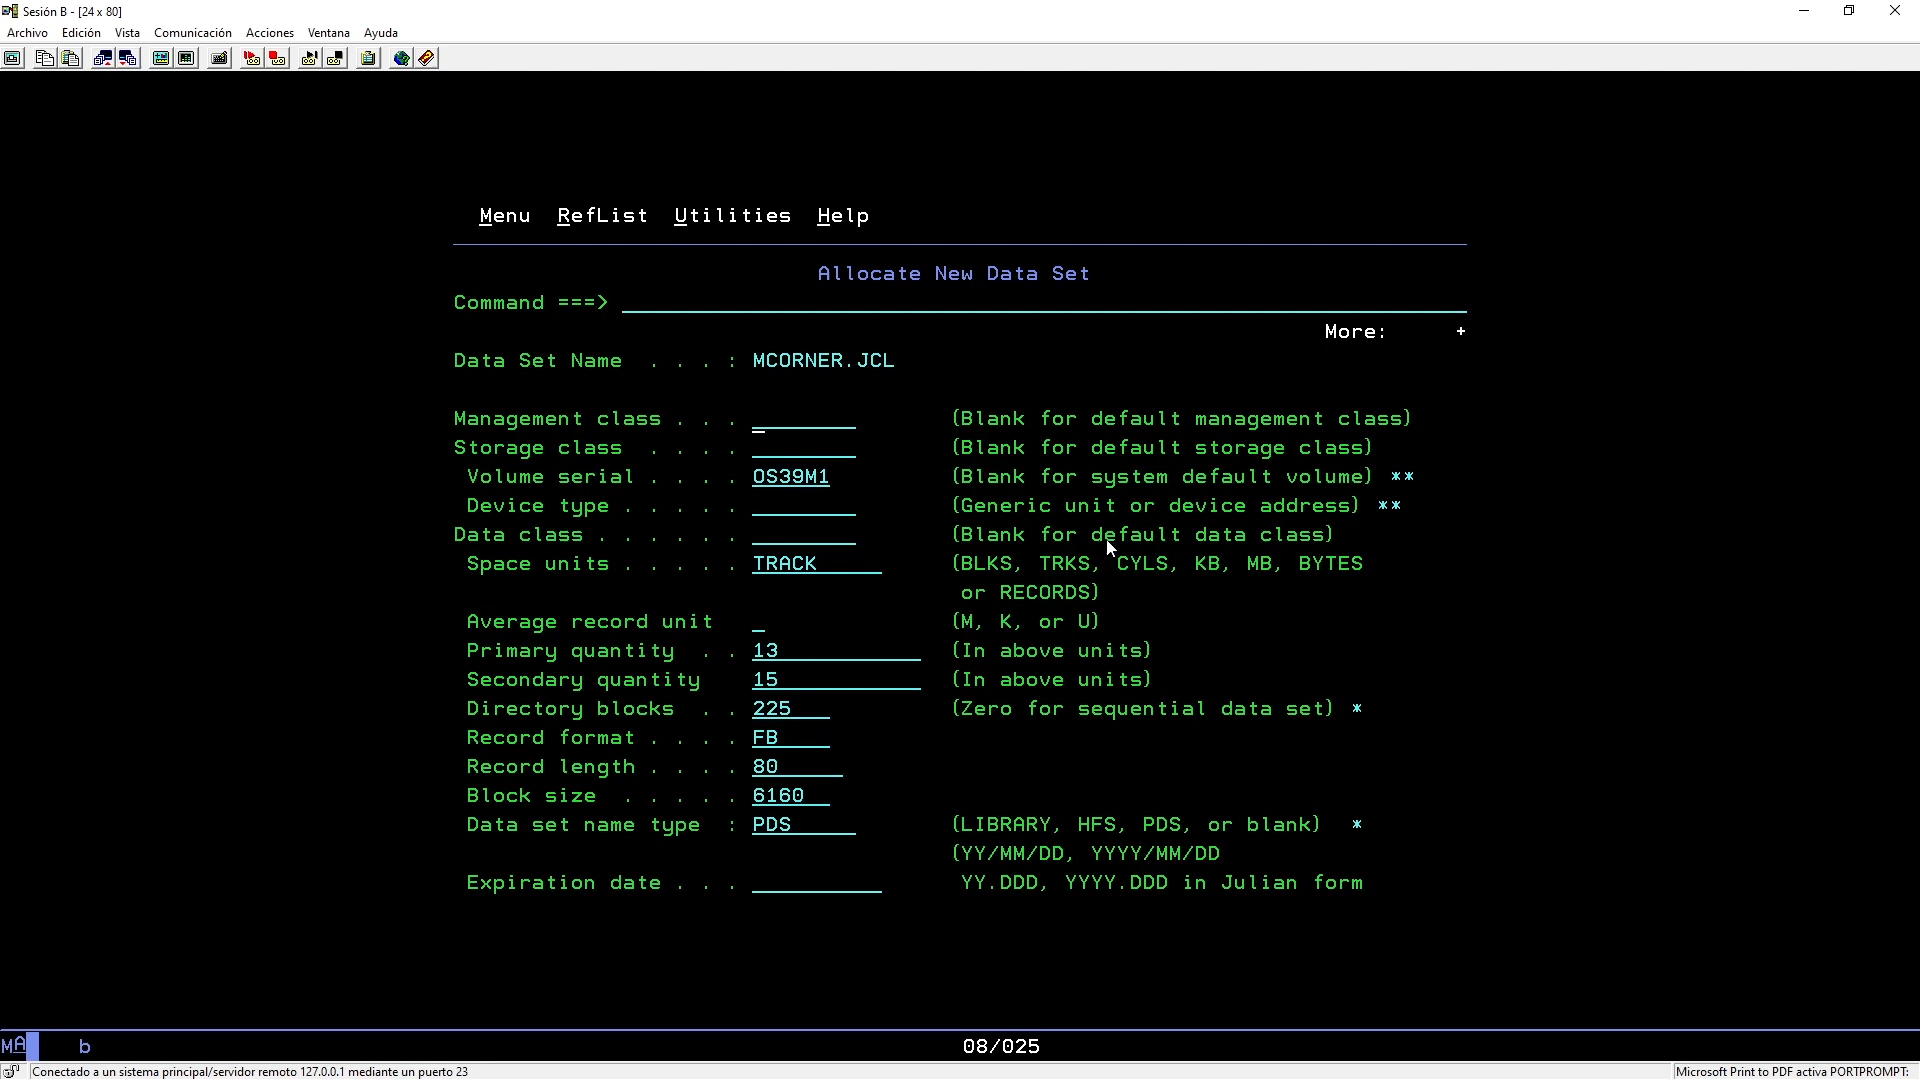 Sesión B - [24 x 80]
Archivo Edición Vista Comunicación Acciones Ventana Ayuda
Menu RefList Utilities Help
Allocate New Data Set
Command ===>
More: +
Data Set Name . . . : MCORNER.JCL
Management class . . . (Blank for default management class)
Storage class . . . . (Blank for default storage class)
Volume serial . . . . OS39M1 (Blank for system default volume) **
Device type . . . . . (Generic unit or device address) **
Data class . . . . . . (Blank for default data class)
Space units . . . . . TRACK (BLKS, TRKS, CYLS, KB, MB, BYTES
or RECORDS)
Average record unit _ (M, K, or U)
Primary quantity . . 13 (In above units)
Secondary quantity 15 (In above units)
Directory blocks . . 225 (Zero for sequential data set) *
Record format . . . . FB
Record length . . . . 80
Block size . . . . . 6160
Data set name type : PDS (LIBRARY, HFS, PDS, or blank) *
(YY/MM/DD, YYYY/MM/DD
Expiration date . . . YY.DDD, YYYY.DDD in Julian form
MA b 08/025
Conectado a un sistema principal/servidor remoto 127.0.0.1 mediante un puerto 23 Microsoft Print to PDF activa PORTPROMPT: